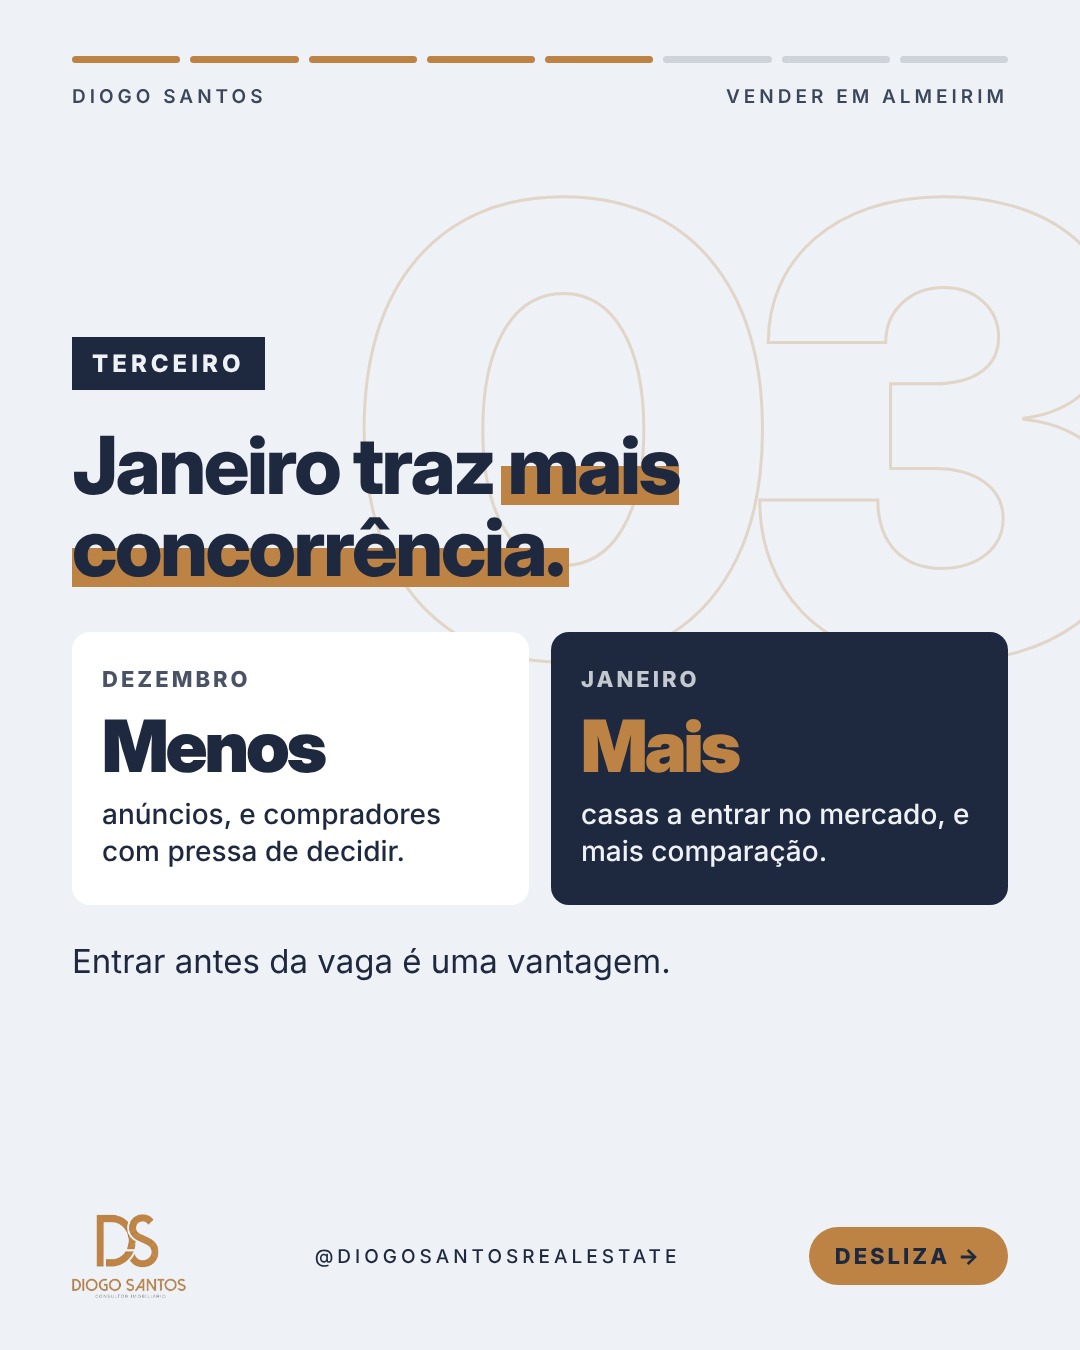 DIOGO SANTOS
VENDER EM ALMEIRIM
03
TERCEIRO
Janeiro traz mais
concorrência.
DEZEMBRO
Menos
anúncios, e compradores
com pressa de decidir.
JANEIRO
Mais
casas a entrar no mercado, e
mais comparação.
Entrar antes da vaga é uma vantagem.
DS
DIOGO SANTOS
CONSULTOR IMOBILIÁRIO
@DIOGOSANTOSREALESTATE
DESLIZA →